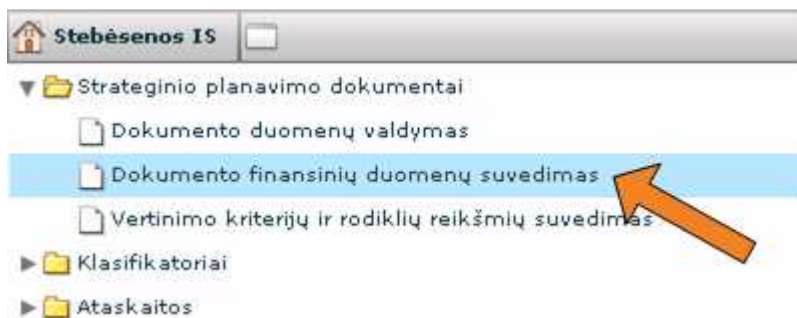 Stebėsenos IS
Strateginio planavimo dokumentai
Dokumento duomenų valdymas
Dokumento finansinių duomenų suvedimas
Vertinimo kriterijų ir rodiklių reikšmių suvedimas
Klasifikatoriai
Ataskaitos